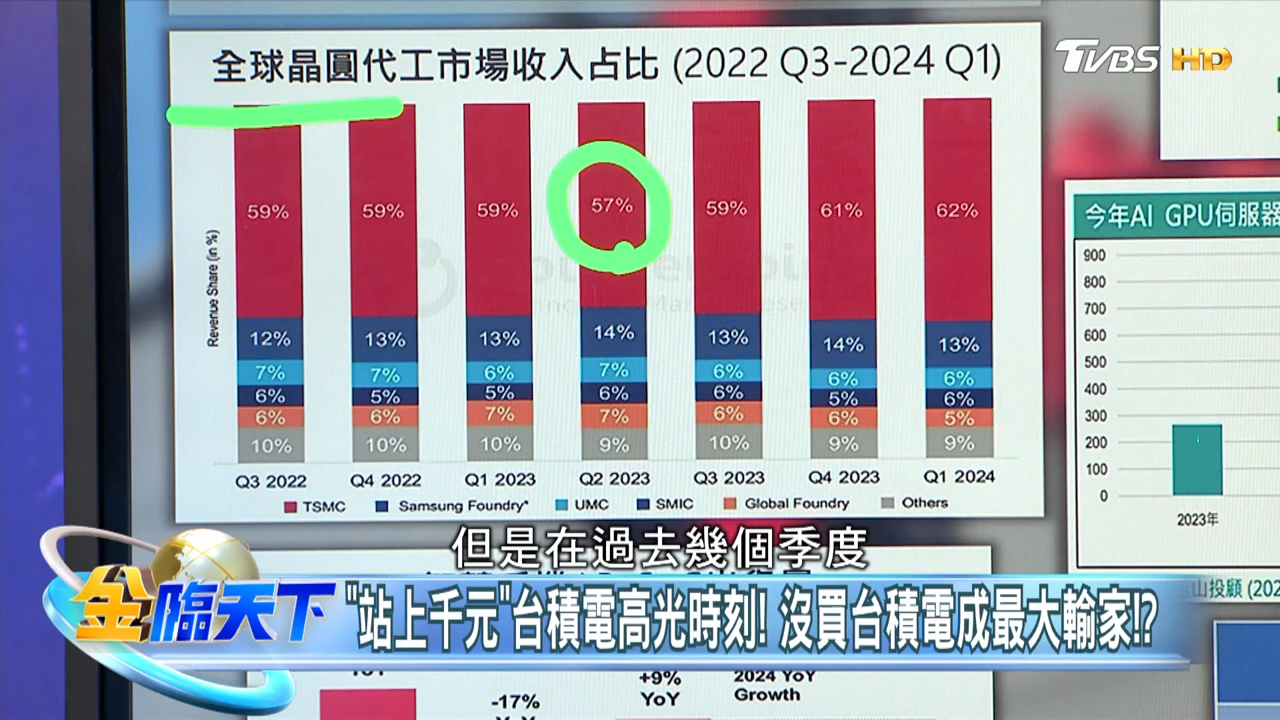 全球晶圓代工市場收入占比 (2022 Q3-2024 Q1)
TVBS HD
Revenue Share (in %)
59% 59% 59% 57% 59% 61% 62%
12% 13% 13% 14% 13% 14% 13%
7% 7% 6% 7% 6% 6% 6%
6% 5% 5% 6% 6% 5% 6%
6% 6% 7% 7% 6% 6% 5%
10% 10% 10% 9% 10% 9% 9%
Q3 2022 Q4 2022 Q1 2023 Q2 2023 Q3 2023 Q4 2023 Q1 2024
TSMC Samsung Foundry* UMC SMIC Global Foundry Others
今年AI GPU伺服器
900
800
700
600
500
400
300
200
100
0
2023年
山投顧 (202
但是在過去幾個季度
金臨天下
"站上千元"台積電高光時刻! 沒買台積電成最大輸家!?
-17%
+9%
YoY
2024 YoY
Growth